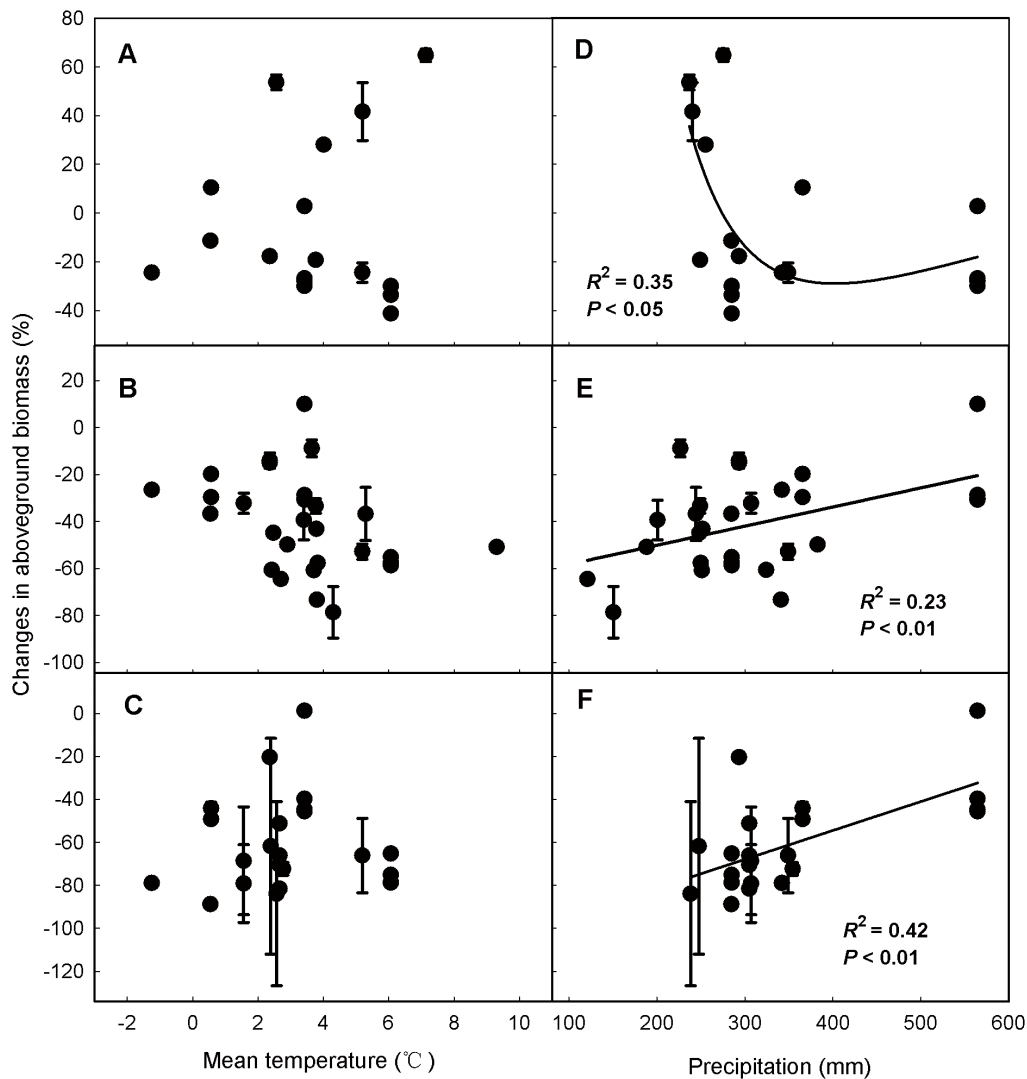 A
D
80
60
40
20
0
-20
-40
R² = 0.35
P < 0.05
B
E
20
0
-20
-40
-60
-80
-100
R² = 0.23
P < 0.01
C
F
0
-20
-40
-60
-80
-100
-120
R² = 0.42
P < 0.01
Changes in aboveground biomass (%)
-2 0 2 4 6 8 10
100 200 300 400 500 600
Mean temperature (℃)
Precipitation (mm)